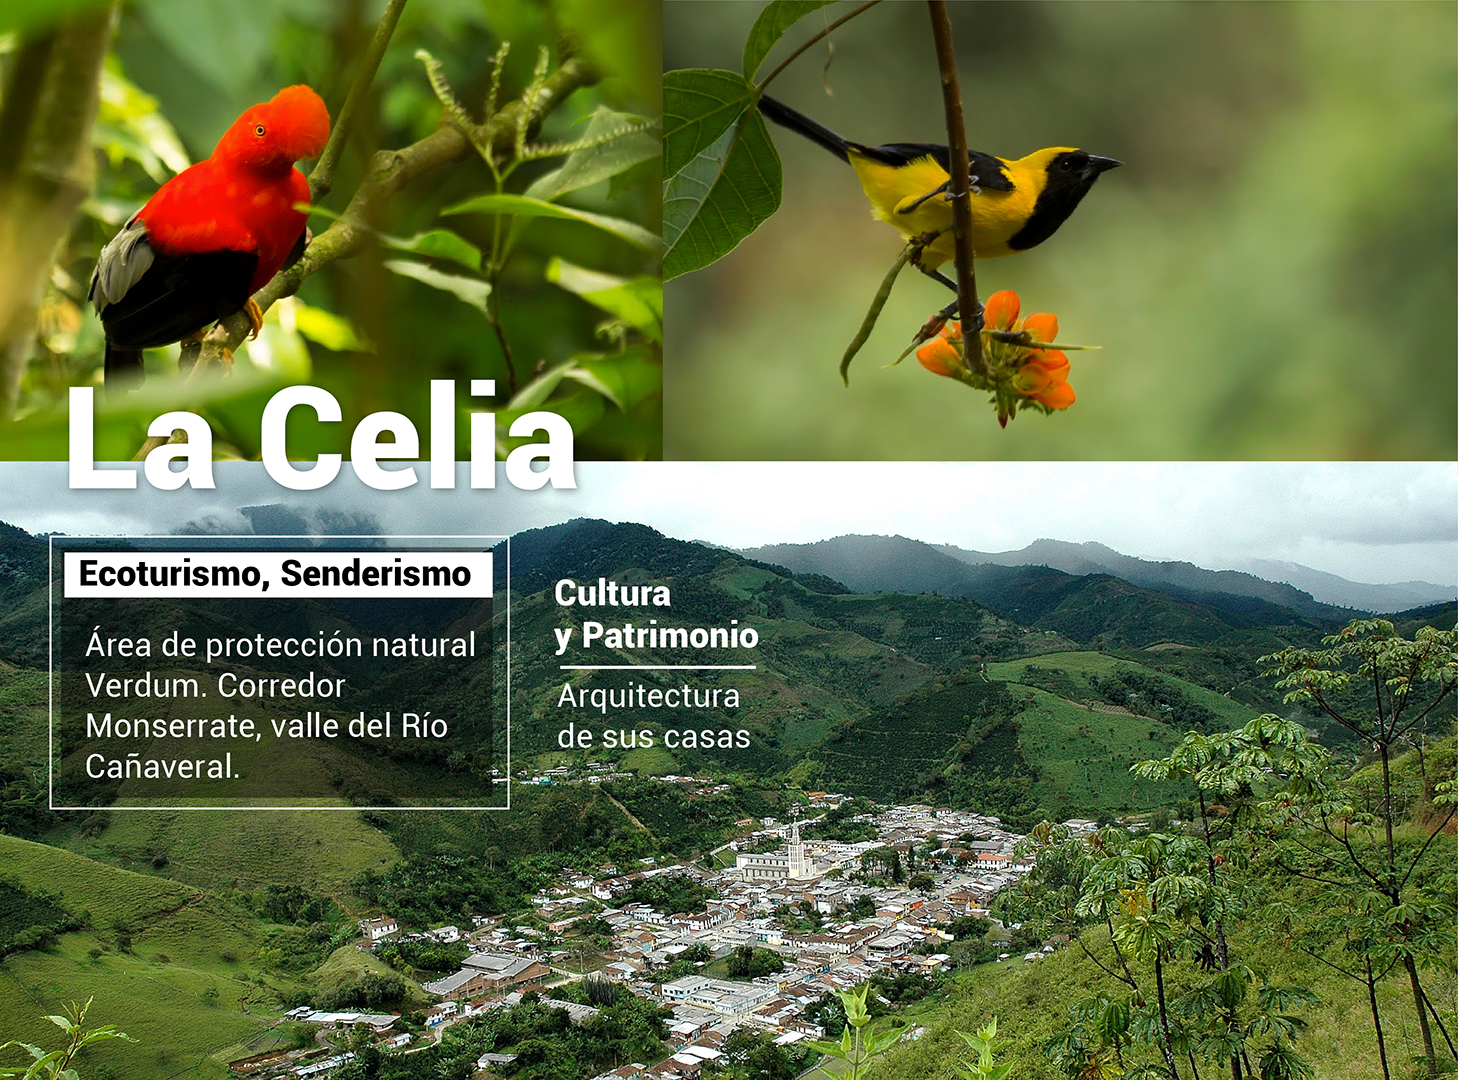 La Celia
Ecoturismo, Senderismo
Área de protección natural
Verdum. Corredor
Monserrate, valle del Río
Cañaveral.
Cultura
y Patrimonio
Arquitectura
de sus casas